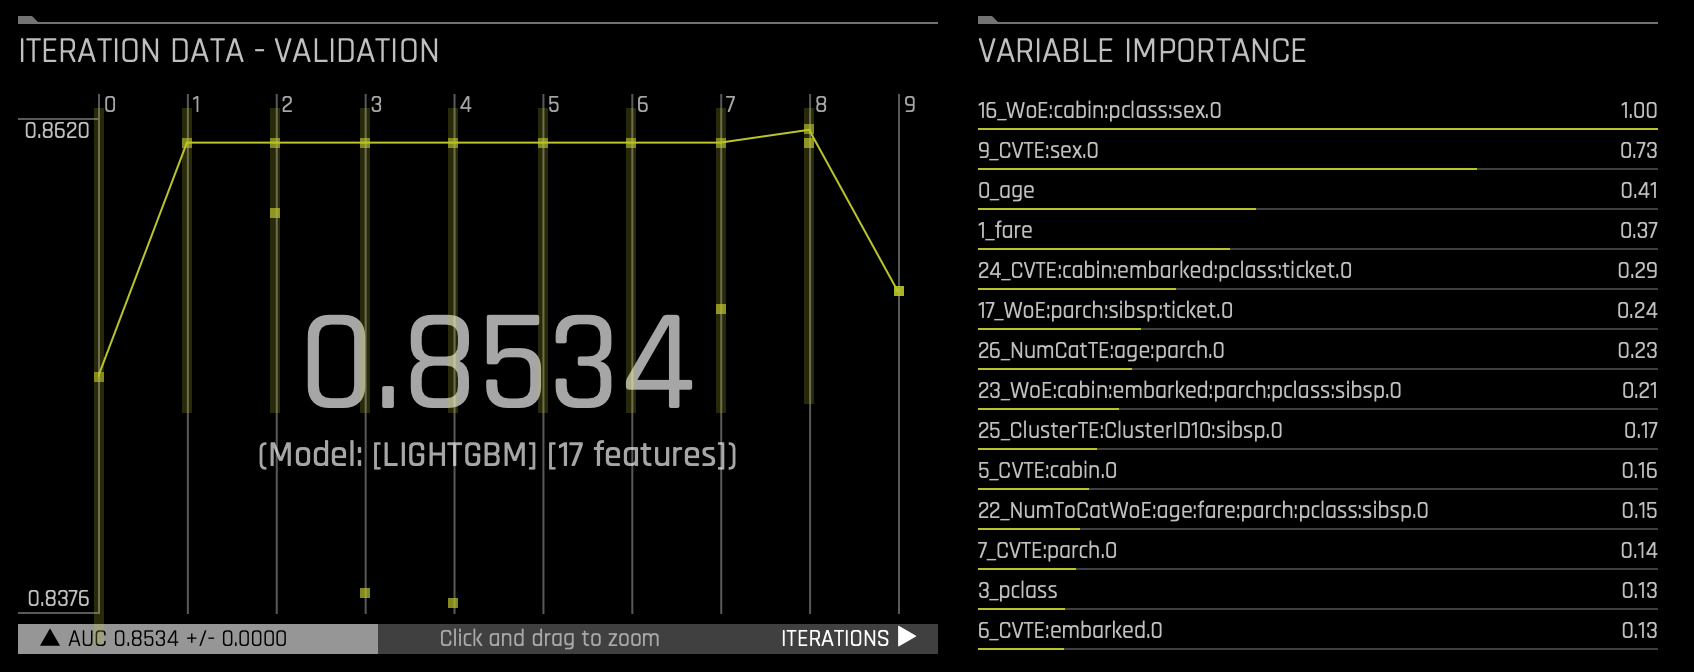 ITERATION DATA - VALIDATION
0 1 2 3 4 5 6 7 8 9
0.8620
0.8534
(Model: [LIGHTGBM] [17 features])
0.8376
▲ AUC 0.8534 +/- 0.0000
Click and drag to zoom
ITERATIONS ▶
VARIABLE IMPORTANCE
16_WoE:cabin:pclass:sex.0 1.00
9_CVTE:sex.0 0.73
0_age 0.41
1_fare 0.37
24_CVTE:cabin:embarked:pclass:ticket.0 0.29
17_WoE:parch:sibsp:ticket.0 0.24
26_NumCatTE:age:parch.0 0.23
23_WoE:cabin:embarked:parch:pclass:sibsp.0 0.21
25_ClusterTE:ClusterID10:sibsp.0 0.17
5_CVTE:cabin.0 0.16
22_NumToCatWoE:age:fare:parch:pclass:sibsp.0 0.15
7_CVTE:parch.0 0.14
3_pclass 0.13
6_CVTE:embarked.0 0.13